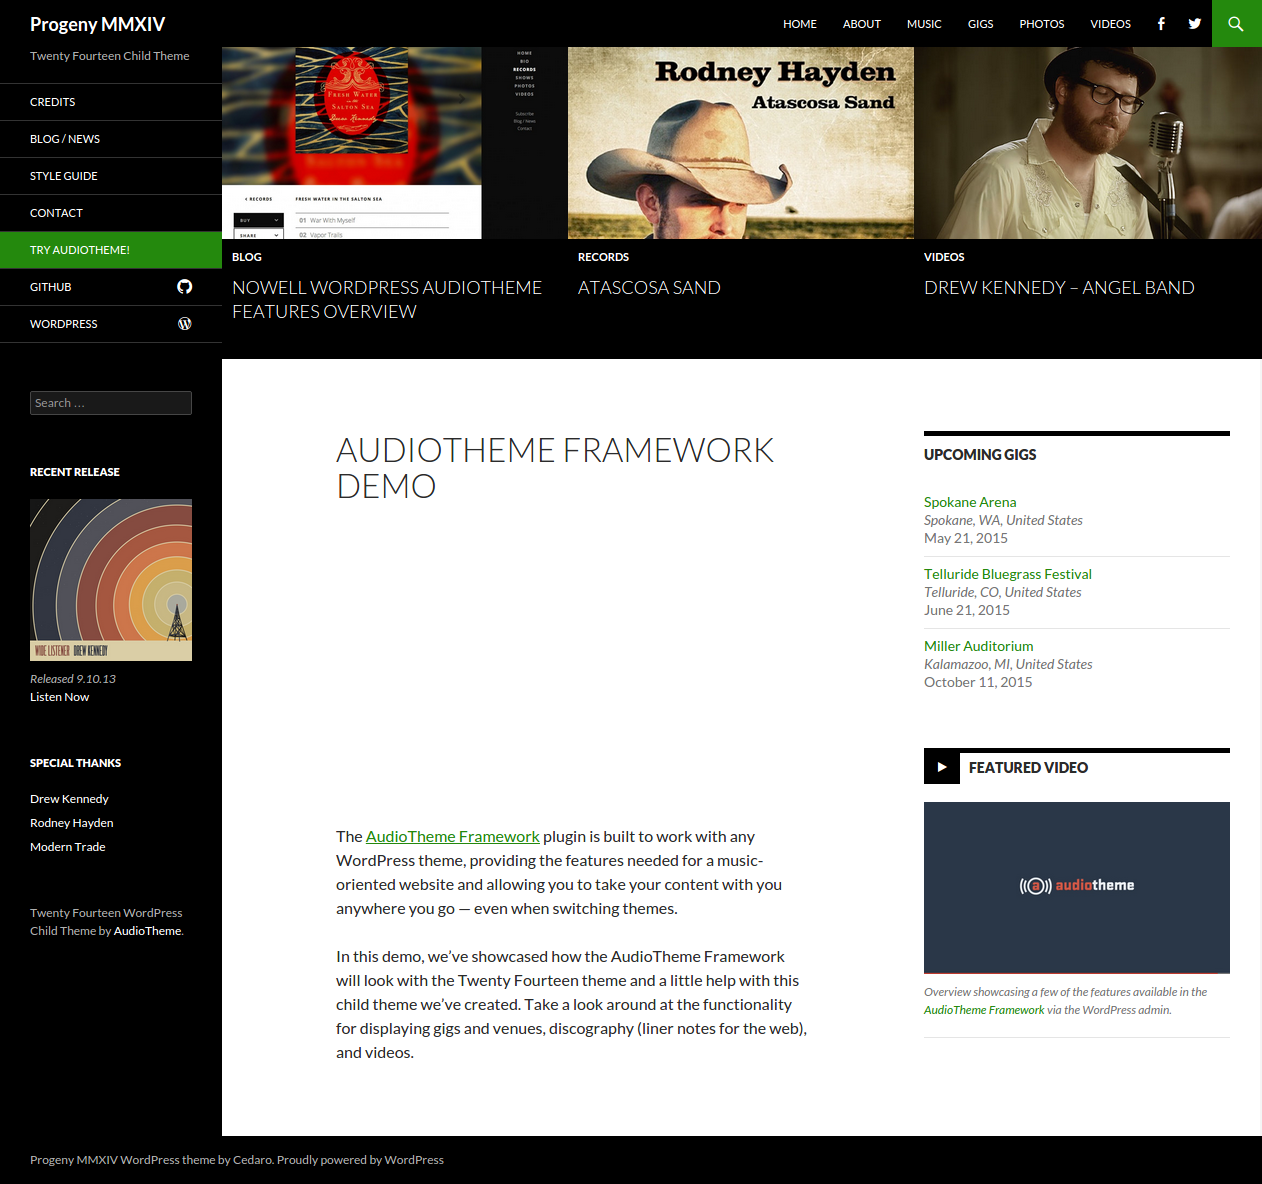 Progeny MMXIV
HOME ABOUT MUSIC GIGS PHOTOS VIDEOS
Twenty Fourteen Child Theme
CREDITS
BLOG / NEWS
STYLE GUIDE
CONTACT
TRY AUDIOTHEME!
GITHUB
WORDPRESS
Search …
RECENT RELEASE
WIDE LISTENER DREW KENNEDY
Released 9.10.13
Listen Now
SPECIAL THANKS
Drew Kennedy
Rodney Hayden
Modern Trade
Twenty Fourteen WordPress
Child Theme by AudioTheme.
FRESH WATER
IN THE
SALTON SEA
Drew Kennedy
HOME
BIO
RECORDS
SHOWS
PHOTOS
VIDEOS
Subscribe
Blog / News
Contact
< RECORDS
FRESH WATER IN THE SALTON SEA
BUY
SHARE
01 War With Myself
02 Vapor Trails
BLOG
NOWELL WORDPRESS AUDIOTHEME
FEATURES OVERVIEW
Rodney Hayden
Atascosa Sand
RECORDS
ATASCOSA SAND
VIDEOS
DREW KENNEDY – ANGEL BAND
AUDIOTHEME FRAMEWORK
DEMO
The AudioTheme Framework plugin is built to work with any
WordPress theme, providing the features needed for a music-
oriented website and allowing you to take your content with you
anywhere you go — even when switching themes.
In this demo, we’ve showcased how the AudioTheme Framework
will look with the Twenty Fourteen theme and a little help with this
child theme we’ve created. Take a look around at the functionality
for displaying gigs and venues, discography (liner notes for the web),
and videos.
UPCOMING GIGS
Spokane Arena
Spokane, WA, United States
May 21, 2015
Telluride Bluegrass Festival
Telluride, CO, United States
June 21, 2015
Miller Auditorium
Kalamazoo, MI, United States
October 11, 2015
FEATURED VIDEO
((a)) audiotheme
Overview showcasing a few of the features available in the
AudioTheme Framework via the WordPress admin.
Progeny MMXIV WordPress theme by Cedaro. Proudly powered by WordPress